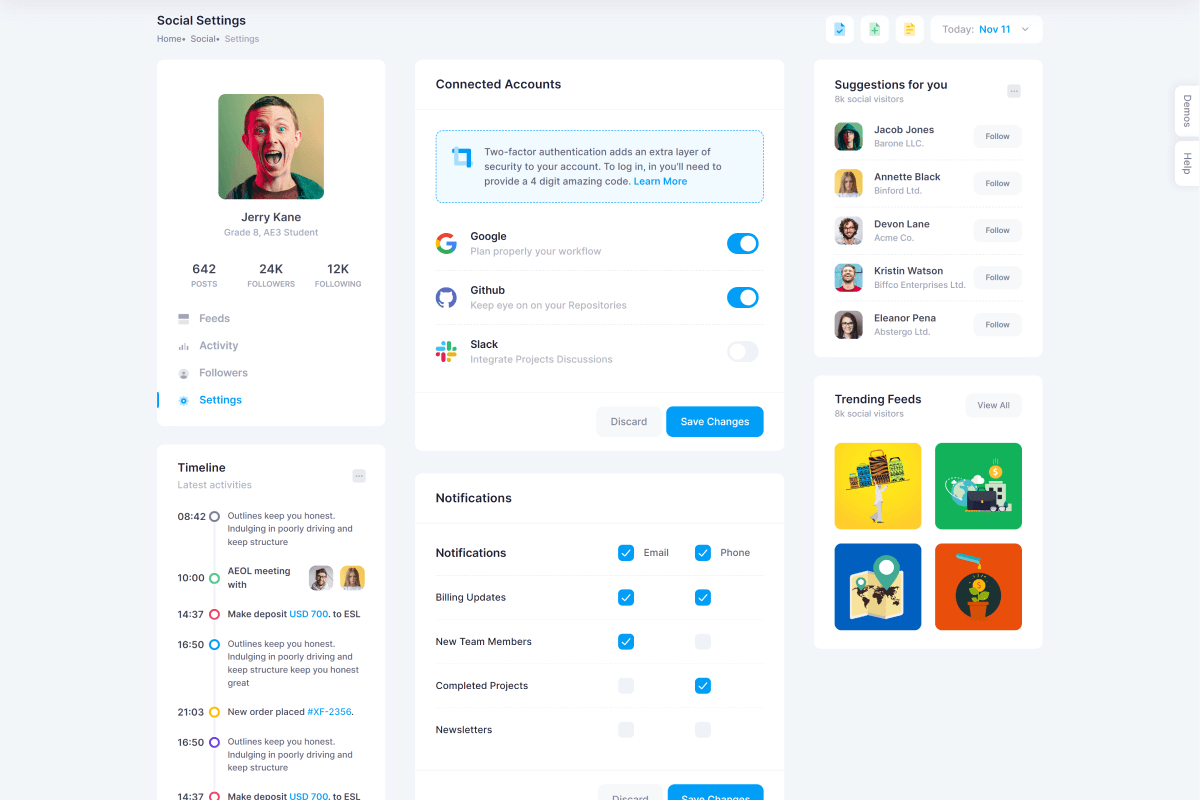 Social Settings
Home• Social• Settings
Today: Nov 11
Demos
Help
Jerry Kane
Grade 8, AE3 Student
642 24K 12K
POSTS FOLLOWERS FOLLOWING
Feeds
Activity
Followers
Settings
Timeline
Latest activities
08:42 Outlines keep you honest.
Indulging in poorly driving and
keep structure
10:00 AEOL meeting
with
14:37 Make deposit USD 700. to ESL
16:50 Outlines keep you honest.
Indulging in poorly driving and
keep structure keep you honest
great
21:03 New order placed #XF-2356.
16:50 Outlines keep you honest.
Indulging in poorly driving and
keep structure
14:37 Make deposit USD 700. to ESL
Connected Accounts
Two-factor authentication adds an extra layer of
security to your account. To log in, in you'll need to
provide a 4 digit amazing code. Learn More
Google
Plan properly your workflow
Github
Keep eye on on your Repositories
Slack
Integrate Projects Discussions
Discard Save Changes
Notifications
Notifications Email Phone
Billing Updates
New Team Members
Completed Projects
Newsletters
Discard Save Changes
Suggestions for you
8k social visitors
Jacob Jones
Barone LLC.
Follow
Annette Black
Binford Ltd.
Follow
Devon Lane
Acme Co.
Follow
Kristin Watson
Biffco Enterprises Ltd.
Follow
Eleanor Pena
Abstergo Ltd.
Follow
Trending Feeds
8k social visitors
View All